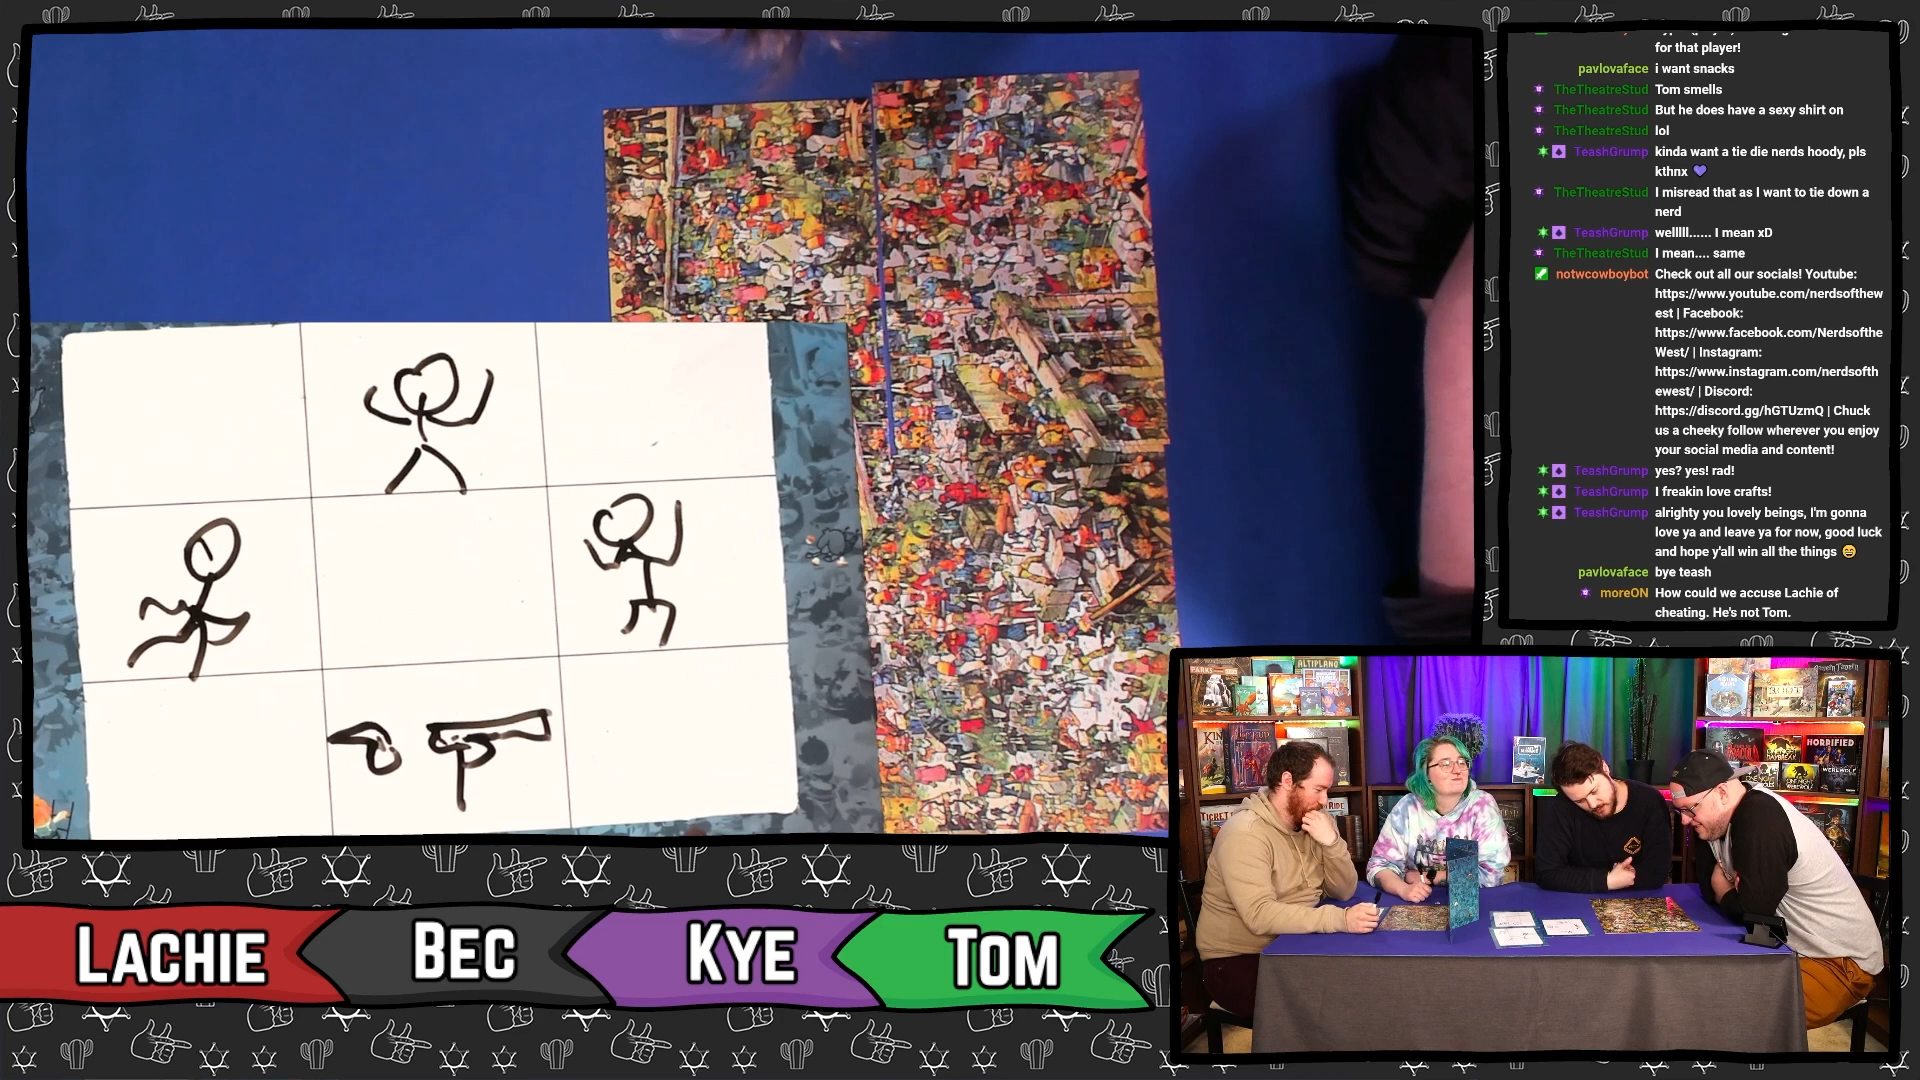 for that player!
pavlovaface i want snacks
TheTheatreStud Tom smells
TheTheatreStud But he does have a sexy shirt on
TheTheatreStud lol
TeashGrump kinda want a tie die nerds hoody, pls
kthnx 💜
TheTheatreStud I misread that as I want to tie down a
nerd
TeashGrump welllll...... I mean xD
TheTheatreStud I mean.... same
notwcowboybot Check out all our socials! Youtube:
https://www.youtube.com/nerdsofthew
est | Facebook:
https://www.facebook.com/Nerdsofthe
West/ | Instagram:
https://www.instagram.com/nerdsofth
ewest/ | Discord:
https://discord.gg/hGTUzmQ | Chuck
us a cheeky follow wherever you enjoy
your social media and content!
TeashGrump yes? yes! rad!
TeashGrump I freakin love crafts!
TeashGrump alrighty you lovely beings, I'm gonna
love ya and leave ya for now, good luck
and hope y'all win all the things 😄
pavlovaface bye teash
moreON How could we accuse Lachie of
cheating. He's not Tom.
PARKS
ALTIPLANO
ROOT
HORRIFIED
WEREWOLF
LACHIE
BEC
KYE
TOM